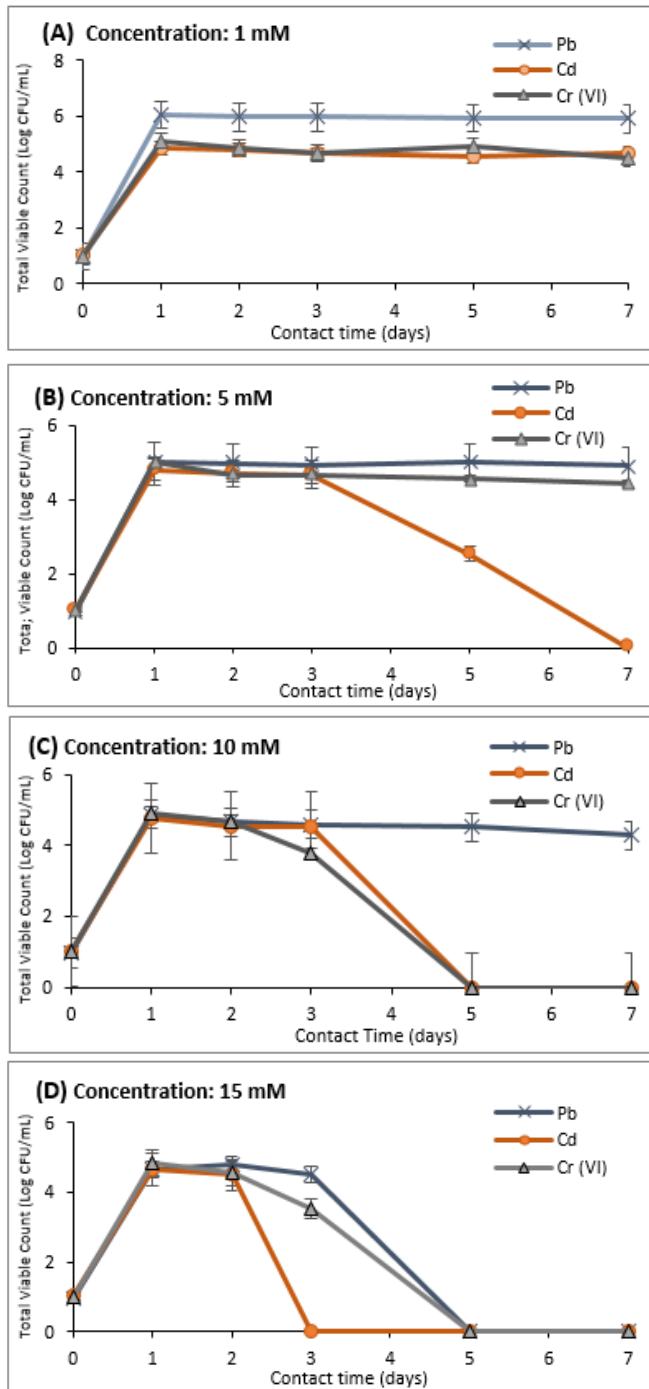 (A) Concentration: 1 mM
Pb
Cd
Cr (VI)
Total Viable Count (Log CFU/mL)
8
6
4
2
0
0 1 2 3 4 5 6 7
Contact time (days)
(B) Concentration: 5 mM
Pb
Cd
Cr (VI)
Tota; Viable Count (Log CFU/mL)
6
4
2
0
0 1 2 3 4 5 6 7
Contact time (days)
(C) Concentration: 10 mM
Pb
Cd
Cr (VI)
Total Viable Count (Log CFU/mL)
6
4
2
0
0 1 2 3 4 5 6 7
Contact Time (days)
(D) Concentration: 15 mM
Pb
Cd
Cr (VI)
Total Viable Count (Log CFU/mL)
6
4
2
0
0 1 2 3 4 5 6 7
Contact time (days)